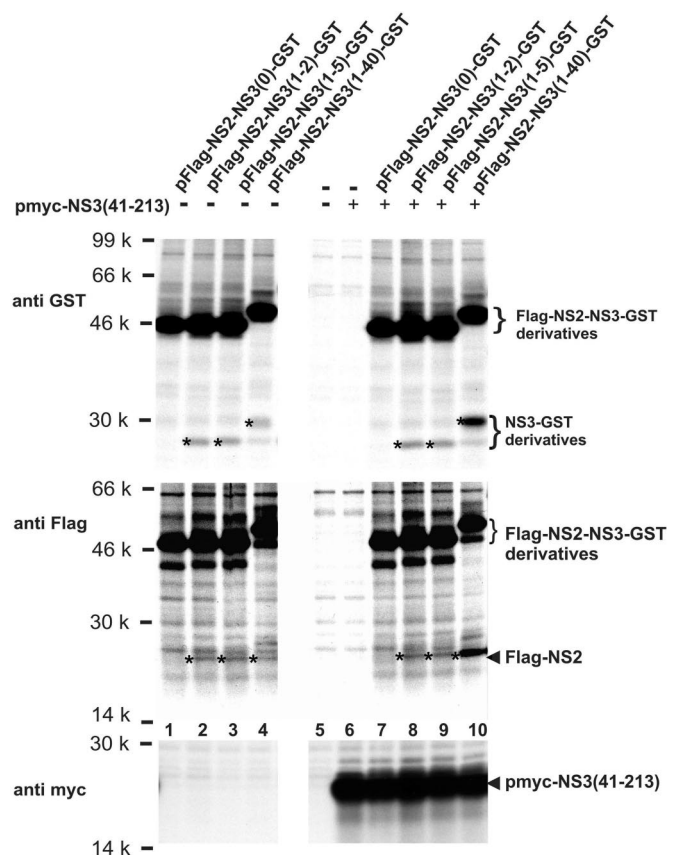 pFlag-NS2-NS3(0)-GST
pFlag-NS2-NS3(1-2)-GST
pFlag-NS2-NS3(1-5)-GST
pFlag-NS2-NS3(1-40)-GST
pFlag-NS2-NS3(0)-GST
pFlag-NS2-NS3(1-2)-GST
pFlag-NS2-NS3(1-5)-GST
pFlag-NS2-NS3(1-40)-GST
- -
pmyc-NS3(41-213) - - - - - + + + + +
99 k
66 k
anti GST
46 k
Flag-NS2-NS3-GST
derivatives
30 k
* * *
* * *
NS3-GST
derivatives
66 k
anti Flag
46 k
Flag-NS2-NS3-GST
derivatives
30 k
* * * * * *
Flag-NS2
14 k
1 2 3 4 5 6 7 8 9 10
30 k
anti myc
pmyc-NS3(41-213)
14 k